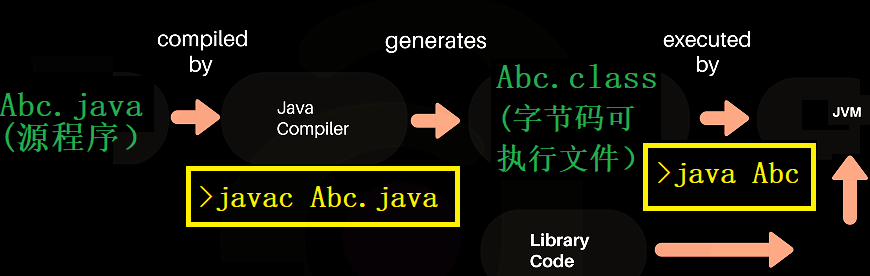 compiled
by
generates
executed
by
Abc.java
(源程序)
Java
Compiler
Abc.class
(字节码可
执行文件)
JVM
>javac Abc.java
>java Abc
Library
Code